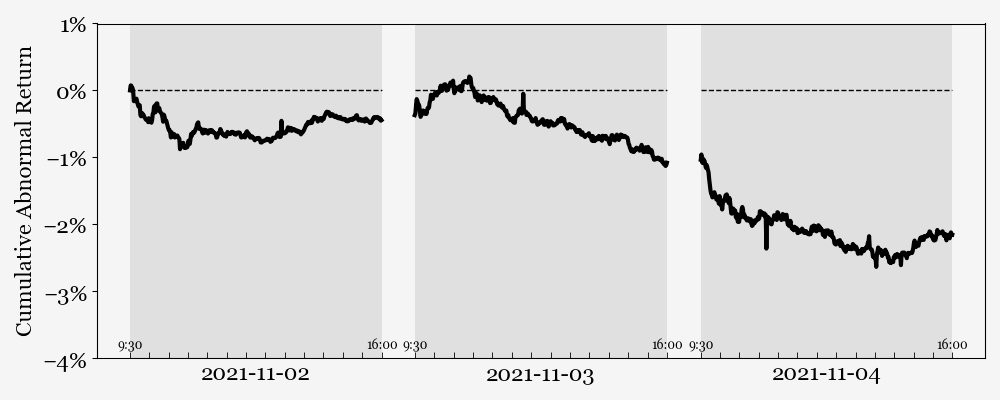 Cumulative Abnormal Return
1%
0%
−1%
−2%
−3%
−4%
9:30 16:00 9:30 16:00 9:30 16:00
2021-11-02 2021-11-03 2021-11-04